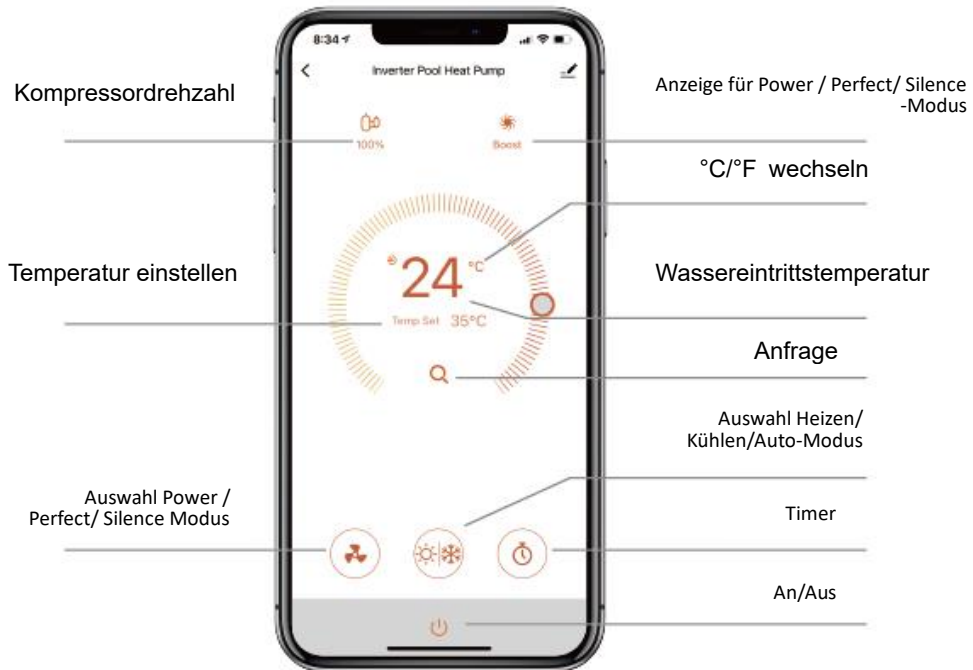 8:34
Inverter Pool Heat Pump
Kompressordrehzahl
Anzeige für Power / Perfect/ Silence
-Modus
100%
Boost
°C/°F wechseln
24 °C
Temperatur einstellen
Wassereintrittstemperatur
Temp Set 35°C
Anfrage
Auswahl Heizen/
Kühlen/Auto-Modus
Auswahl Power /
Perfect/ Silence Modus
Timer
An/Aus